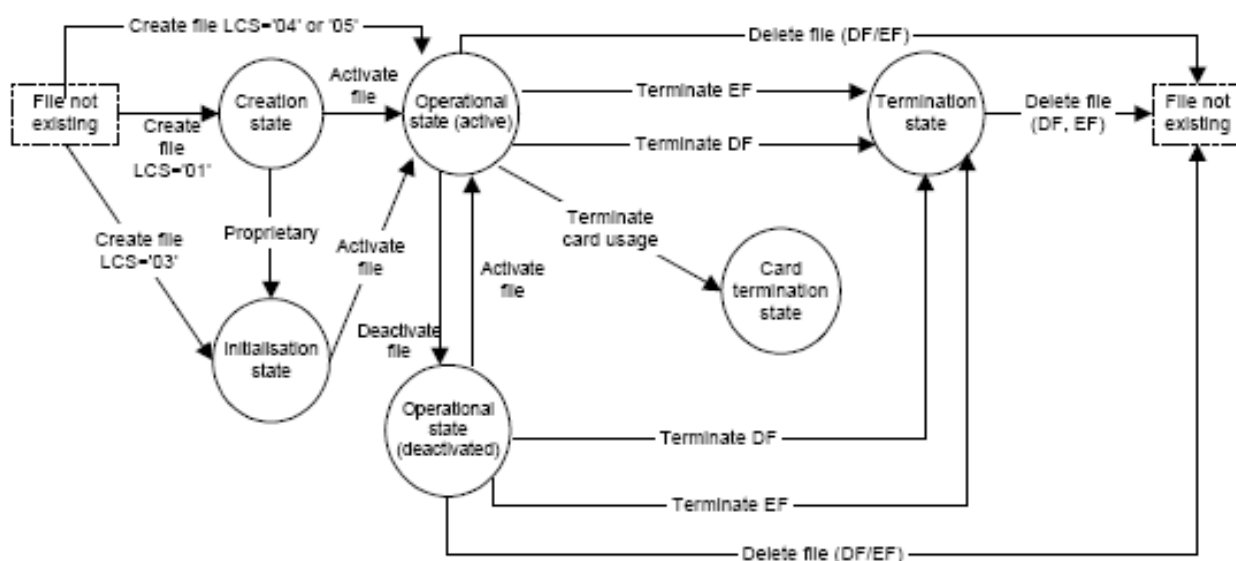 Create file LCS='04' or '05'
Delete file (DF/EF)
File not
existing
Create
file
LCS='01'
Creation
state
Activate
file
Operational
state (active)
Terminate EF
Terminate DF
Termination
state
Delete file
(DF, EF)
File not
existing
Create file
LCS='03'
Proprietary
Activate
file
Activate
file
Terminate
card usage
Card
termination
state
Initialisation
state
Deactivate
file
Operational
state
(deactivated)
Terminate DF
Terminate EF
Delete file (DF/EF)